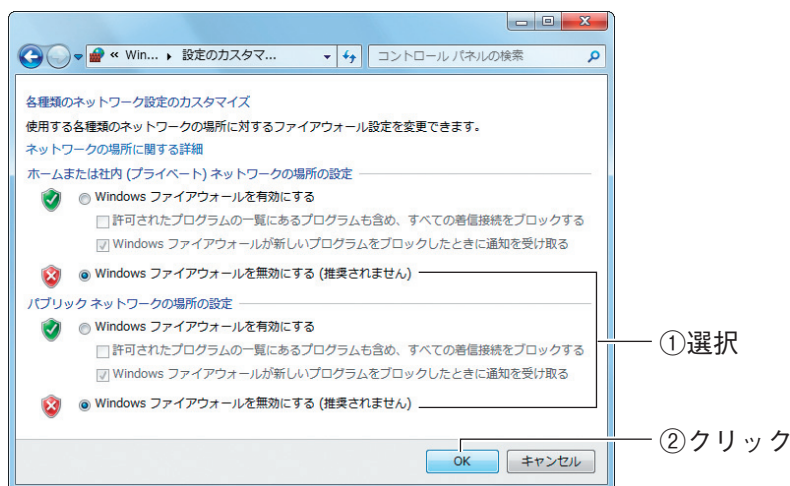 « Win... ▸ 設定のカスタマ...
コントロール パネルの検索
各種類のネットワーク設定のカスタマイズ
使用する各種類のネットワークの場所に対するファイアウォール設定を変更できます。
ネットワークの場所に関する詳細
ホームまたは社内 (プライベート) ネットワークの場所の設定
Windows ファイアウォールを有効にする
許可されたプログラムの一覧にあるプログラムも含め、すべての着信接続をブロックする
Windows ファイアウォールが新しいプログラムをブロックしたときに通知を受け取る
Windows ファイアウォールを無効にする (推奨されません)
パブリック ネットワークの場所の設定
Windows ファイアウォールを有効にする
許可されたプログラムの一覧にあるプログラムも含め、すべての着信接続をブロックする
①選択
Windows ファイアウォールが新しいプログラムをブロックしたときに通知を受け取る
Windows ファイアウォールを無効にする (推奨されません)
②クリック
OK
キャンセル